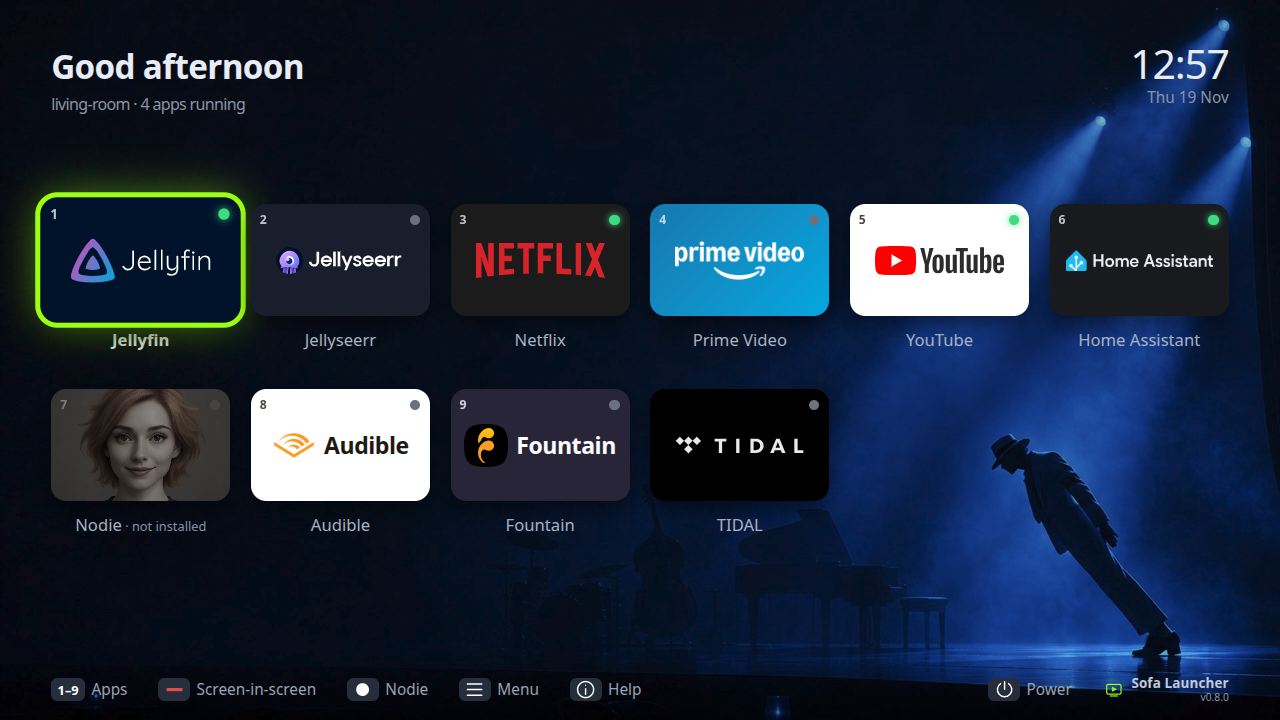 Good afternoon
living-room · 4 apps running
12:57
Thu 19 Nov
1
Jellyfin
Jellyfin
2
Jellyseerr
Jellyseerr
3
NETFLIX
Netflix
4
prime video
Prime Video
5
YouTube
YouTube
6
Home Assistant
Home Assistant
7
Nodie · not installed
8
Audible
Audible
9
Fountain
Fountain
TIDAL
TIDAL
1–9 Apps
Screen-in-screen
Nodie
Menu
Help
Power
Sofa Launcher
v0.8.0